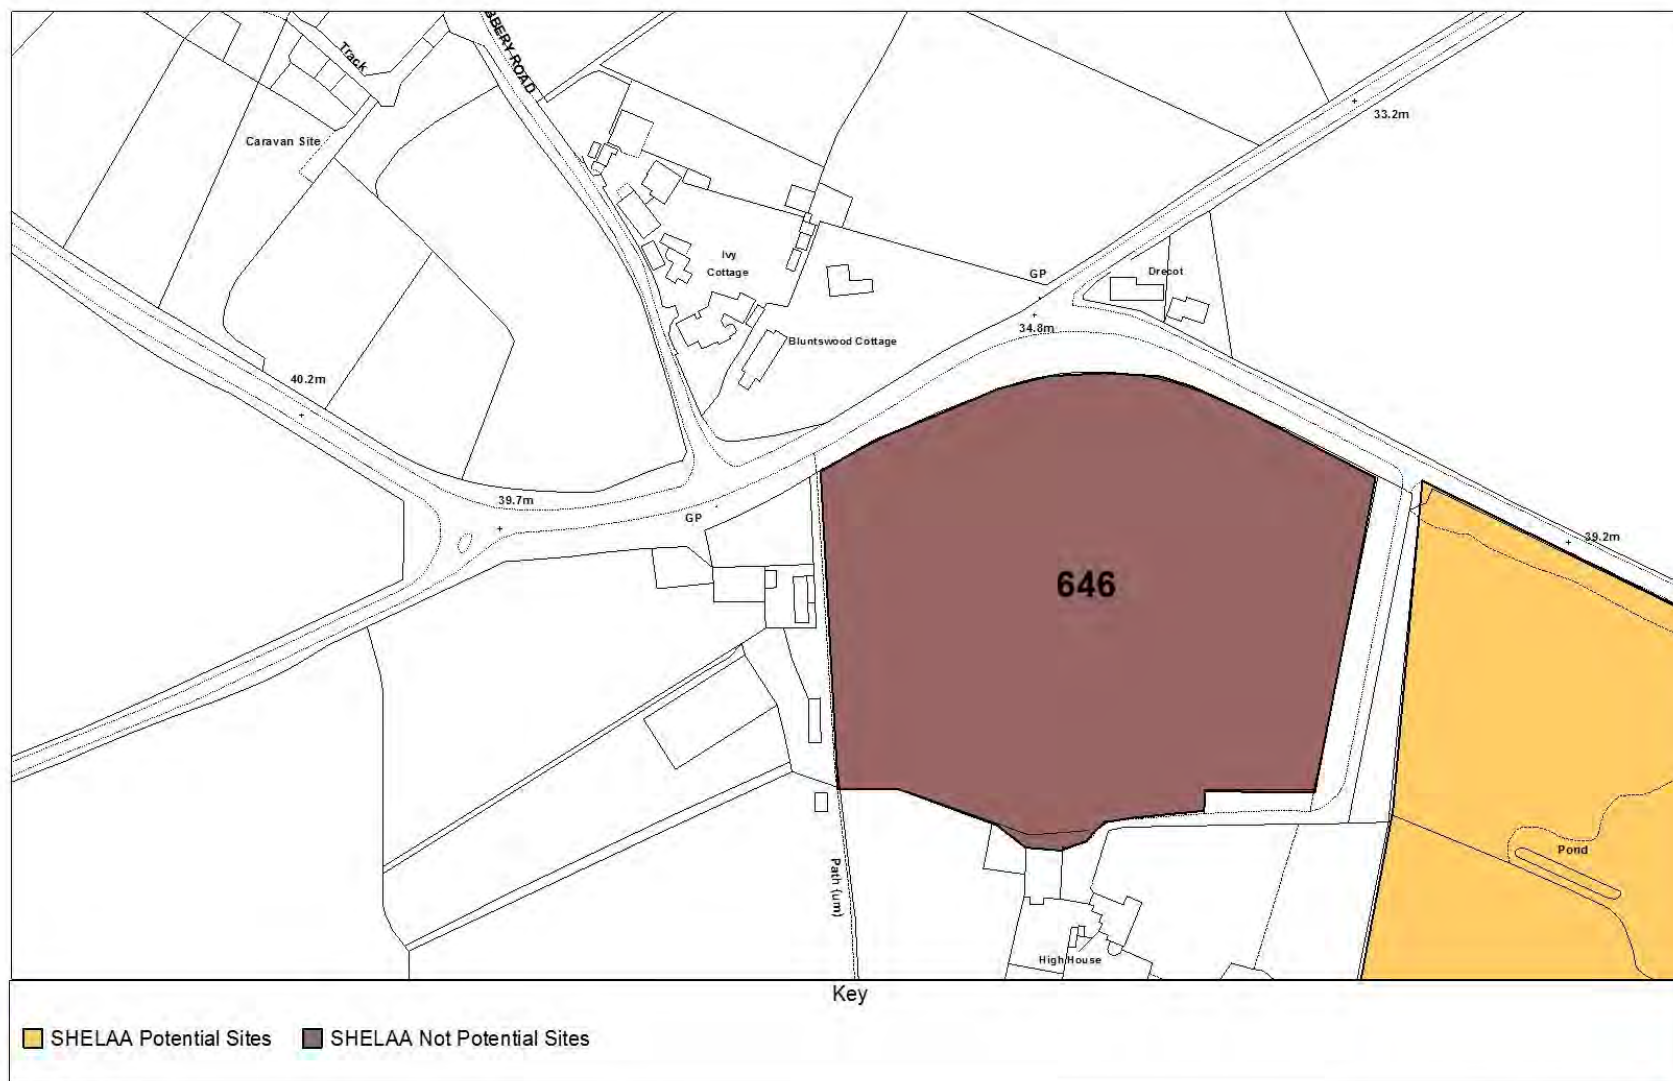 Track
BBERY ROAD
Caravan Site
33.2m
Ivy
Cottage
GP
Drecot
34.8m
Bluntswood Cottage
40.2m
39.7m
GP
39.2m
646
Pond
Path (um)
High House
Key
SHELAA Potential Sites
SHELAA Not Potential Sites